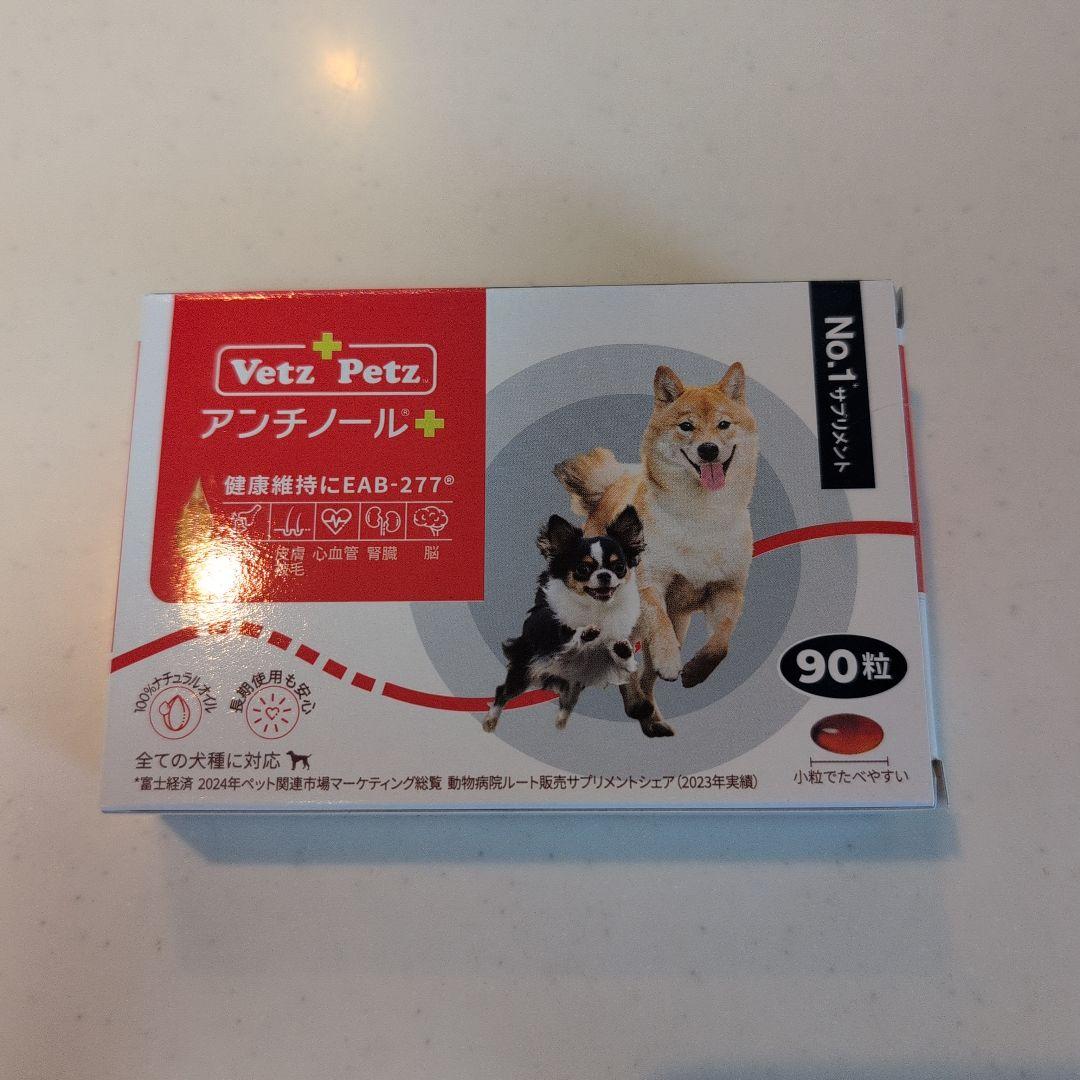 Vetz Petz™
アンチノール®+
健康維持にEAB-277®
皮膚 心血管 腎臓 脳
被毛
No.1*サプリメント
90粒
小粒でたべやすい
100%ナチュラルオイル
長期使用も安心
全ての犬種に対応
*富士経済 2024年ペット関連市場マーケティング総覧 動物病院ルート販売サプリメントシェア（2023年実績）